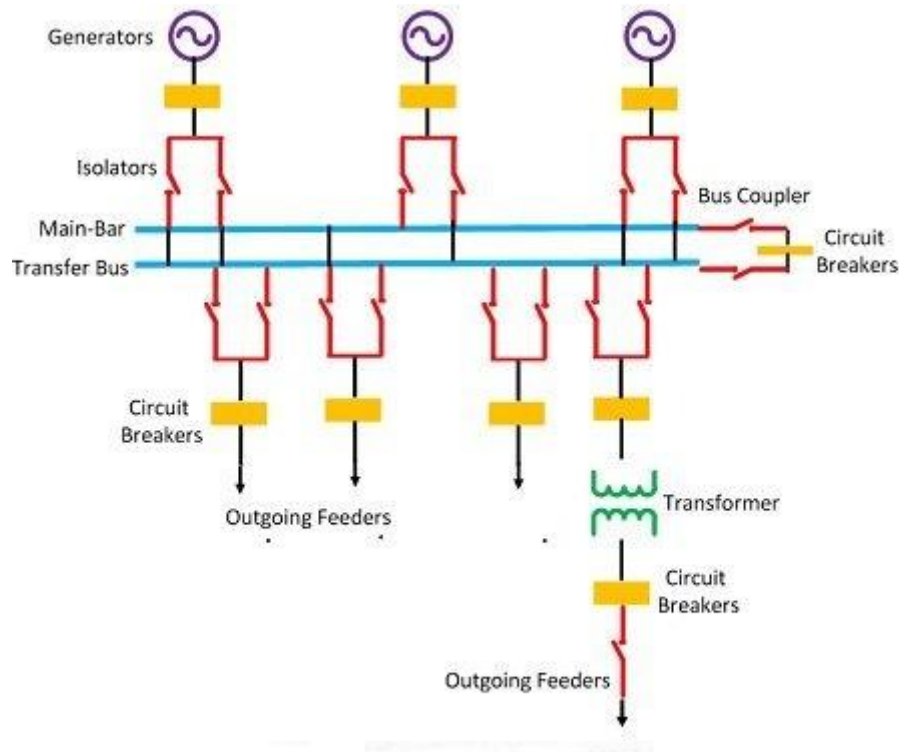 Generators
Isolators
Bus Coupler
Main-Bar
Circuit
Breakers
Transfer Bus
Circuit
Breakers
Outgoing Feeders
Transformer
Circuit
Breakers
Outgoing Feeders